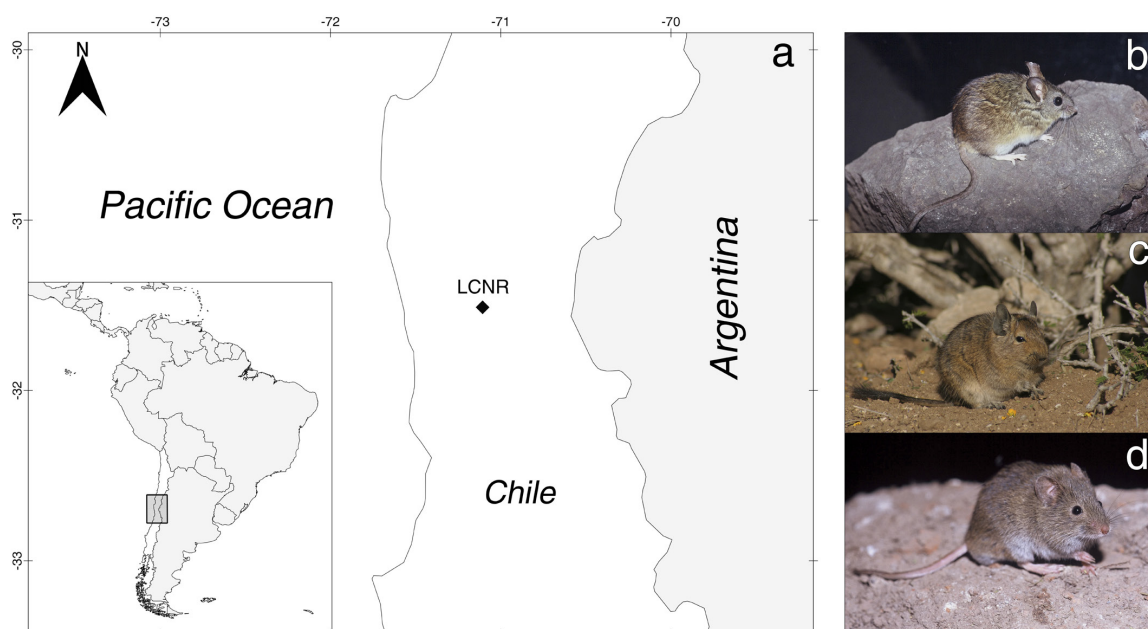 -73
-72
-71
-70
-30
-31
-32
-33
N
a
Pacific Ocean
LCNR
Argentina
Chile
b
c
d